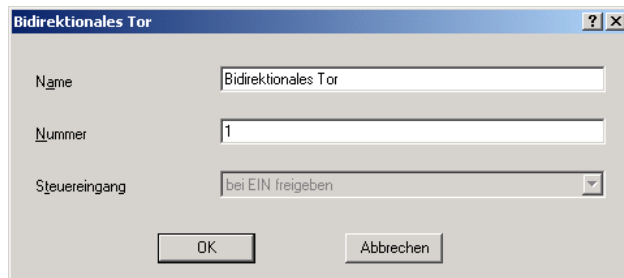 Bidirektionales Tor
Name
Bidirektionales Tor
Nummer
1
Steuereingang
bei EIN freigeben
OK
Abbrechen